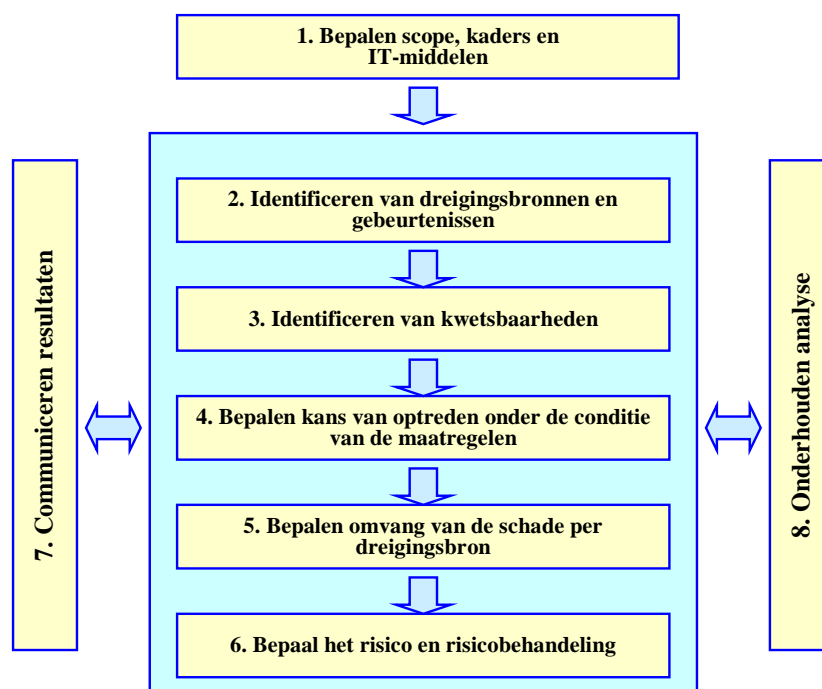 1. Bepalen scope, kaders en
IT-middelen
2. Identificeren van dreigingsbronnen en
gebeurtenissen
3. Identificeren van kwetsbaarheden
4. Bepalen kans van optreden onder de conditie
van de maatregelen
5. Bepalen omvang van de schade per
dreigingsbron
6. Bepaal het risico en risicobehandeling
7. Communiceren resultaten
8. Onderhouden analyse